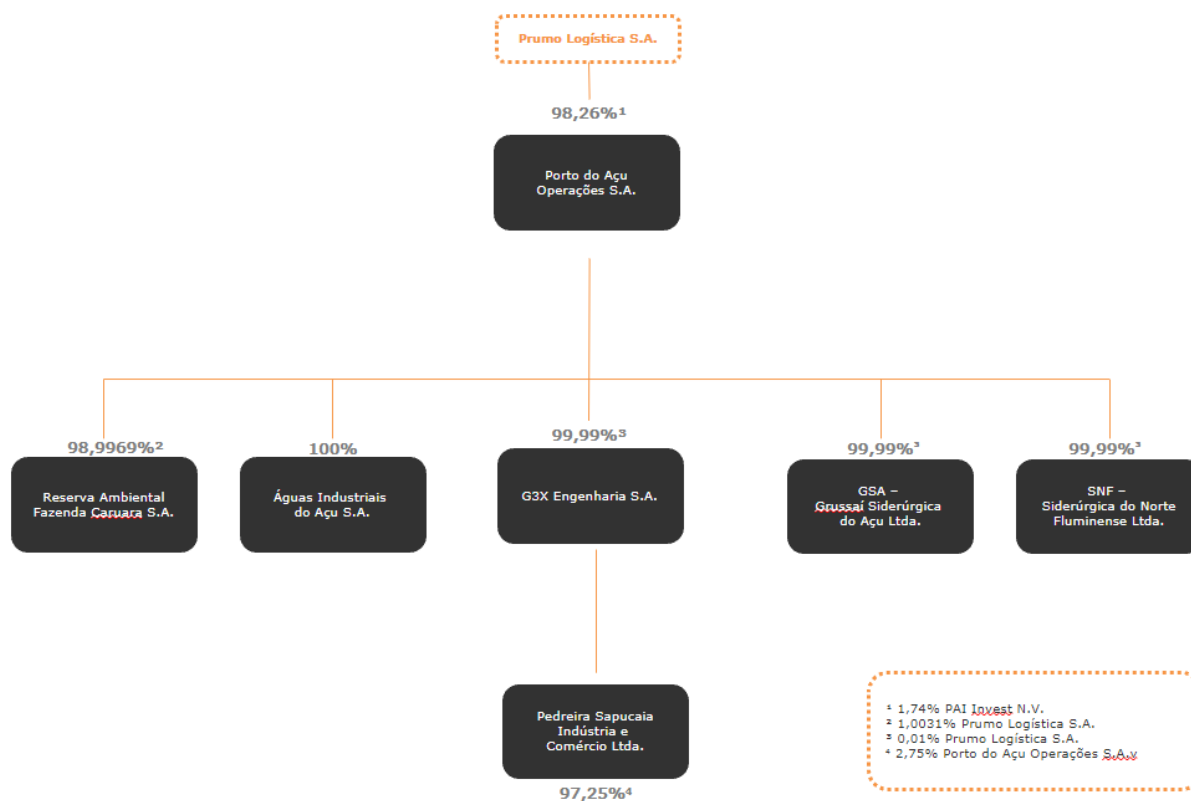 Prumo Logística S.A.
98,26%¹
Porto do Açu
Operações S.A.
98,9969%²
Reserva Ambiental
Fazenda Caruara S.A.
100%
Águas Industriais
do Açu S.A.
99,99%³
G3X Engenharia S.A.
99,99%³
GSA –
Grussaí Siderúrgica
do Açu Ltda.
99,99%³
SNF –
Siderúrgica do Norte
Fluminense Ltda.
Pedreira Sapucaia
Indústria e
Comércio Ltda.
97,25%⁴
¹ 1,74% PAI Invest N.V.
² 1,0031% Prumo Logística S.A.
³ 0,01% Prumo Logística S.A.
⁴ 2,75% Porto do Açu Operações S.A.v